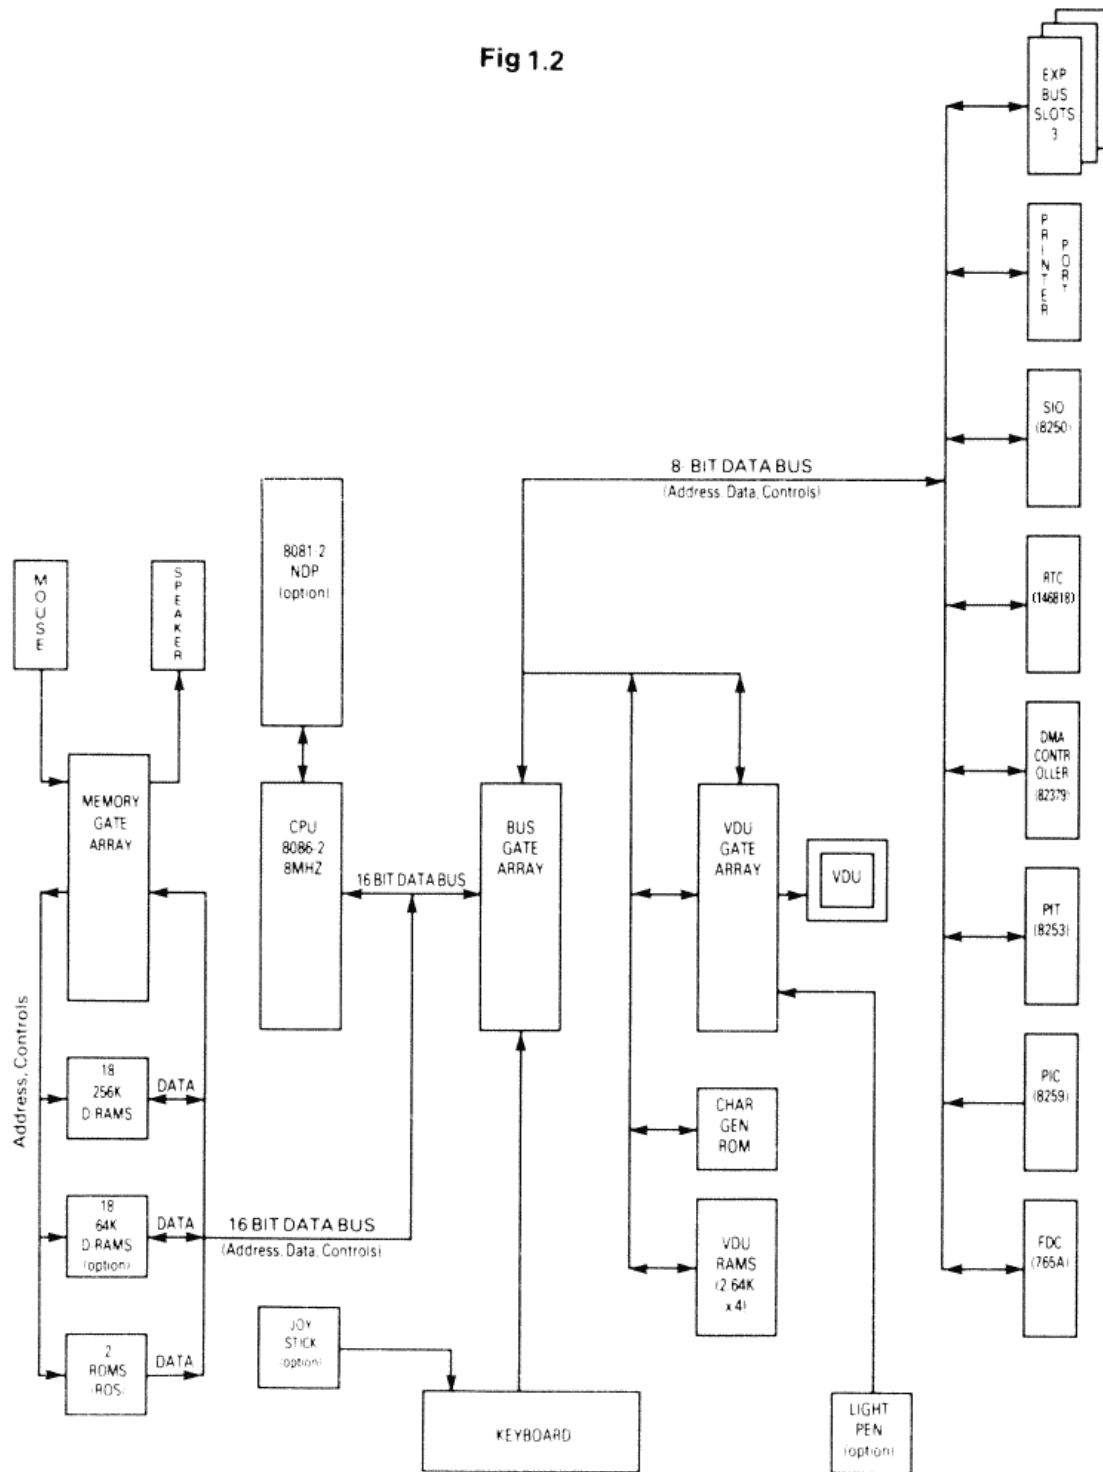 Fig 1.2
EXP
BUS
SLOTS
3
PRINTER
PORT
SIO
(8250)
8- BIT DATA BUS
(Address. Data, Controls)
8081-2
NDP
(option)
MOUSE
SPEAKER
RTC
(146818)
DMA
CONTR
OLLER
(82379)
MEMORY
GATE
ARRAY
CPU
8086-2
8MHZ
16 BIT DATA BUS
BUS
GATE
ARRAY
VDU
GATE
ARRAY
VDU
PIT
(8253)
Address, Controls
18
256K
D RAMS
DATA
CHAR
GEN
ROM
PIC
(8259)
18
64K
D-RAMS
(option)
DATA
16 BIT DATA BUS
(Address. Data, Controls)
VDU
RAMS
(2.64K
x 4)
FDC
(765A)
2
ROMS
(ROS)
DATA
JOY
STICK
(option)
KEYBOARD
LIGHT
PEN
(option)